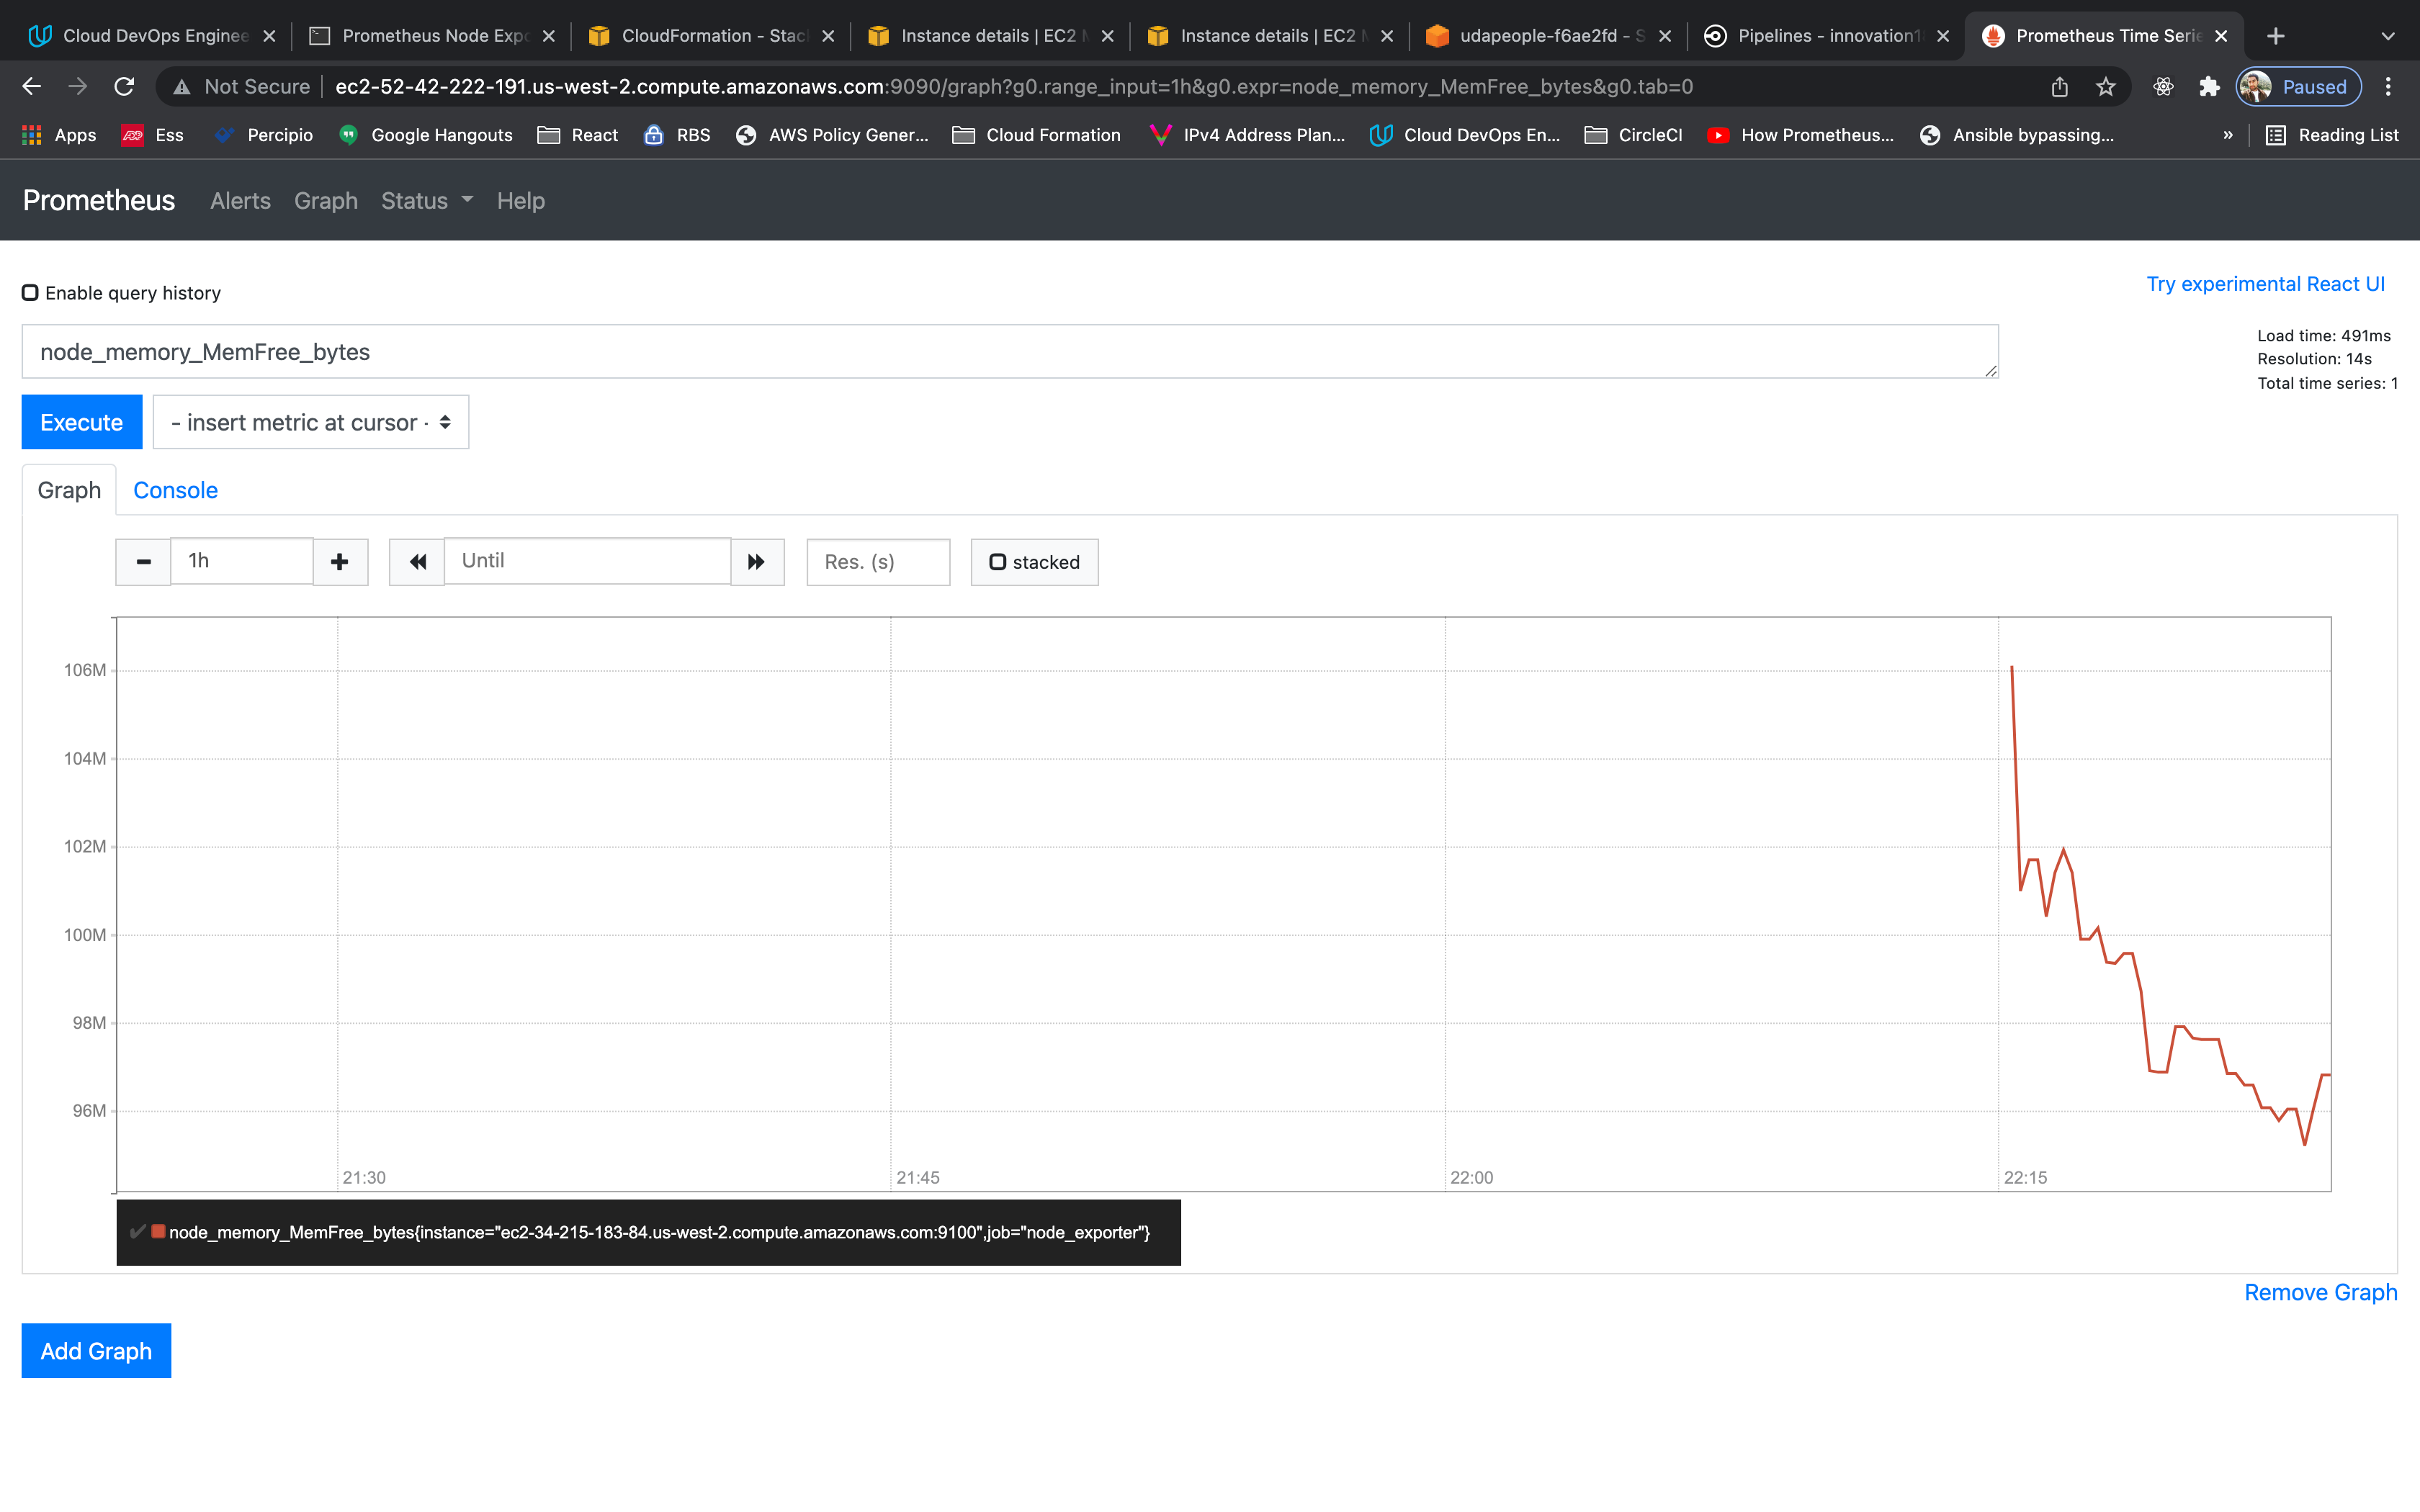 Cloud DevOps Enginee
Prometheus Node Expo
CloudFormation - Stac
Instance details | EC2 M
Instance details | EC2 M
udapeople-f6ae2fd - S
Pipelines - innovation1
Prometheus Time Serie
Not Secure
ec2-52-42-222-191.us-west-2.compute.amazonaws.com:9090/graph?g0.range_input=1h&g0.expr=node_memory_MemFree_bytes&g0.tab=0
Paused
Apps
ADP
Ess
Percipio
Google Hangouts
React
RBS
AWS Policy Gener...
Cloud Formation
IPv4 Address Plan...
Cloud DevOps En...
CircleCI
How Prometheus...
Ansible bypassing...
»
Reading List
Prometheus
Alerts
Graph
Status
Help
Enable query history
Try experimental React UI
node_memory_MemFree_bytes
Load time: 491ms
Resolution: 14s
Total time series: 1
Execute
- insert metric at cursor -
Graph
Console
1h
Until
Res. (s)
stacked
106M
104M
102M
100M
98M
96M
21:30
21:45
22:00
22:15
node_memory_MemFree_bytes{instance="ec2-34-215-183-84.us-west-2.compute.amazonaws.com:9100",job="node_exporter"}
Remove Graph
Add Graph